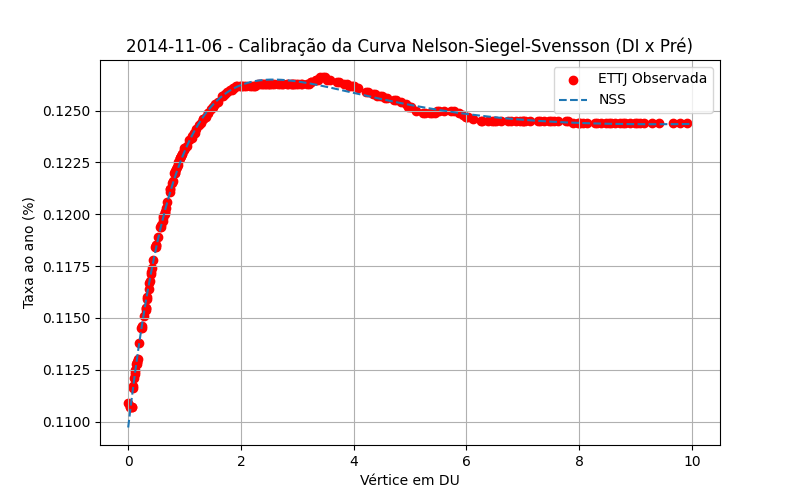 2014-11-06 - Calibração da Curva Nelson-Siegel-Svensson (DI x Pré)
ETTJ Observada
NSS
Taxa ao ano (%)
0.1250
0.1225
0.1200
0.1175
0.1150
0.1125
0.1100
0 2 4 6 8 10
Vértice em DU